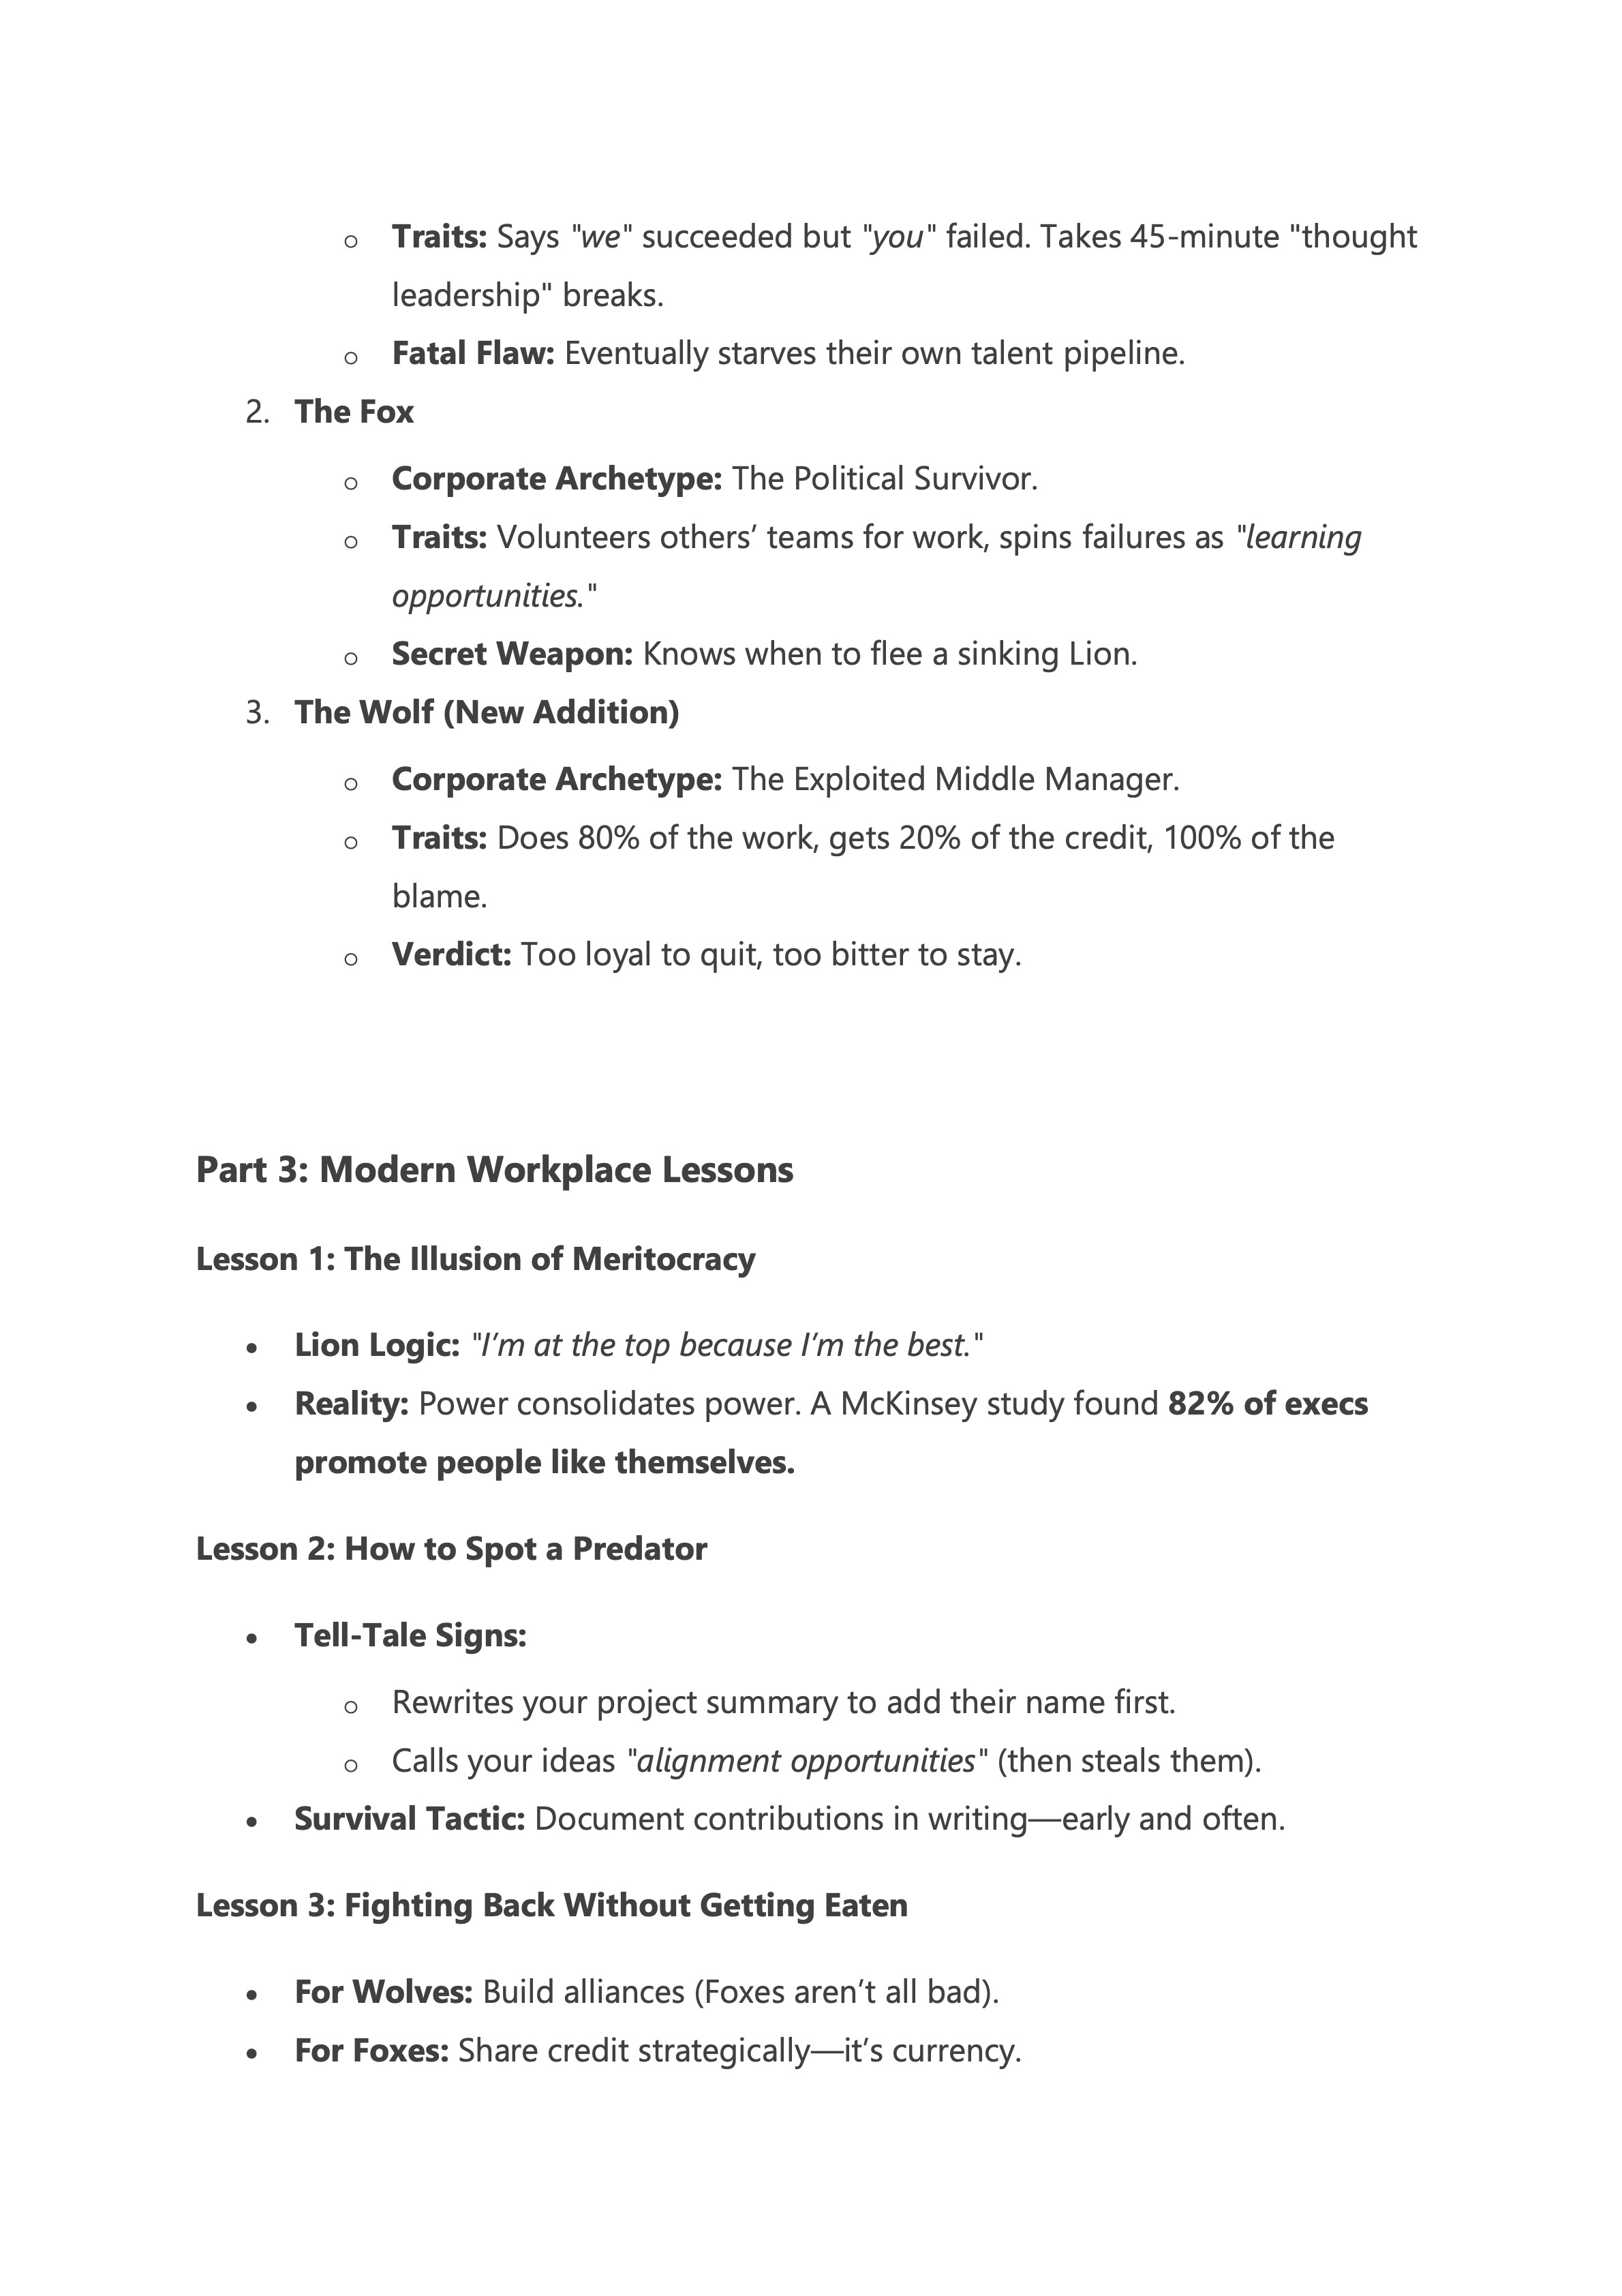 ○ Traits: Says "we" succeeded but "you" failed. Takes 45-minute "thought
leadership" breaks.
○ Fatal Flaw: Eventually starves their own talent pipeline.
2. The Fox
○ Corporate Archetype: The Political Survivor.
○ Traits: Volunteers others’ teams for work, spins failures as "learning
opportunities."
○ Secret Weapon: Knows when to flee a sinking Lion.
3. The Wolf (New Addition)
○ Corporate Archetype: The Exploited Middle Manager.
○ Traits: Does 80% of the work, gets 20% of the credit, 100% of the
blame.
○ Verdict: Too loyal to quit, too bitter to stay.
Part 3: Modern Workplace Lessons
Lesson 1: The Illusion of Meritocracy
• Lion Logic: "I’m at the top because I’m the best."
• Reality: Power consolidates power. A McKinsey study found 82% of execs
promote people like themselves.
Lesson 2: How to Spot a Predator
• Tell-Tale Signs:
○ Rewrites your project summary to add their name first.
○ Calls your ideas "alignment opportunities" (then steals them).
• Survival Tactic: Document contributions in writing—early and often.
Lesson 3: Fighting Back Without Getting Eaten
• For Wolves: Build alliances (Foxes aren’t all bad).
• For Foxes: Share credit strategically—it’s currency.